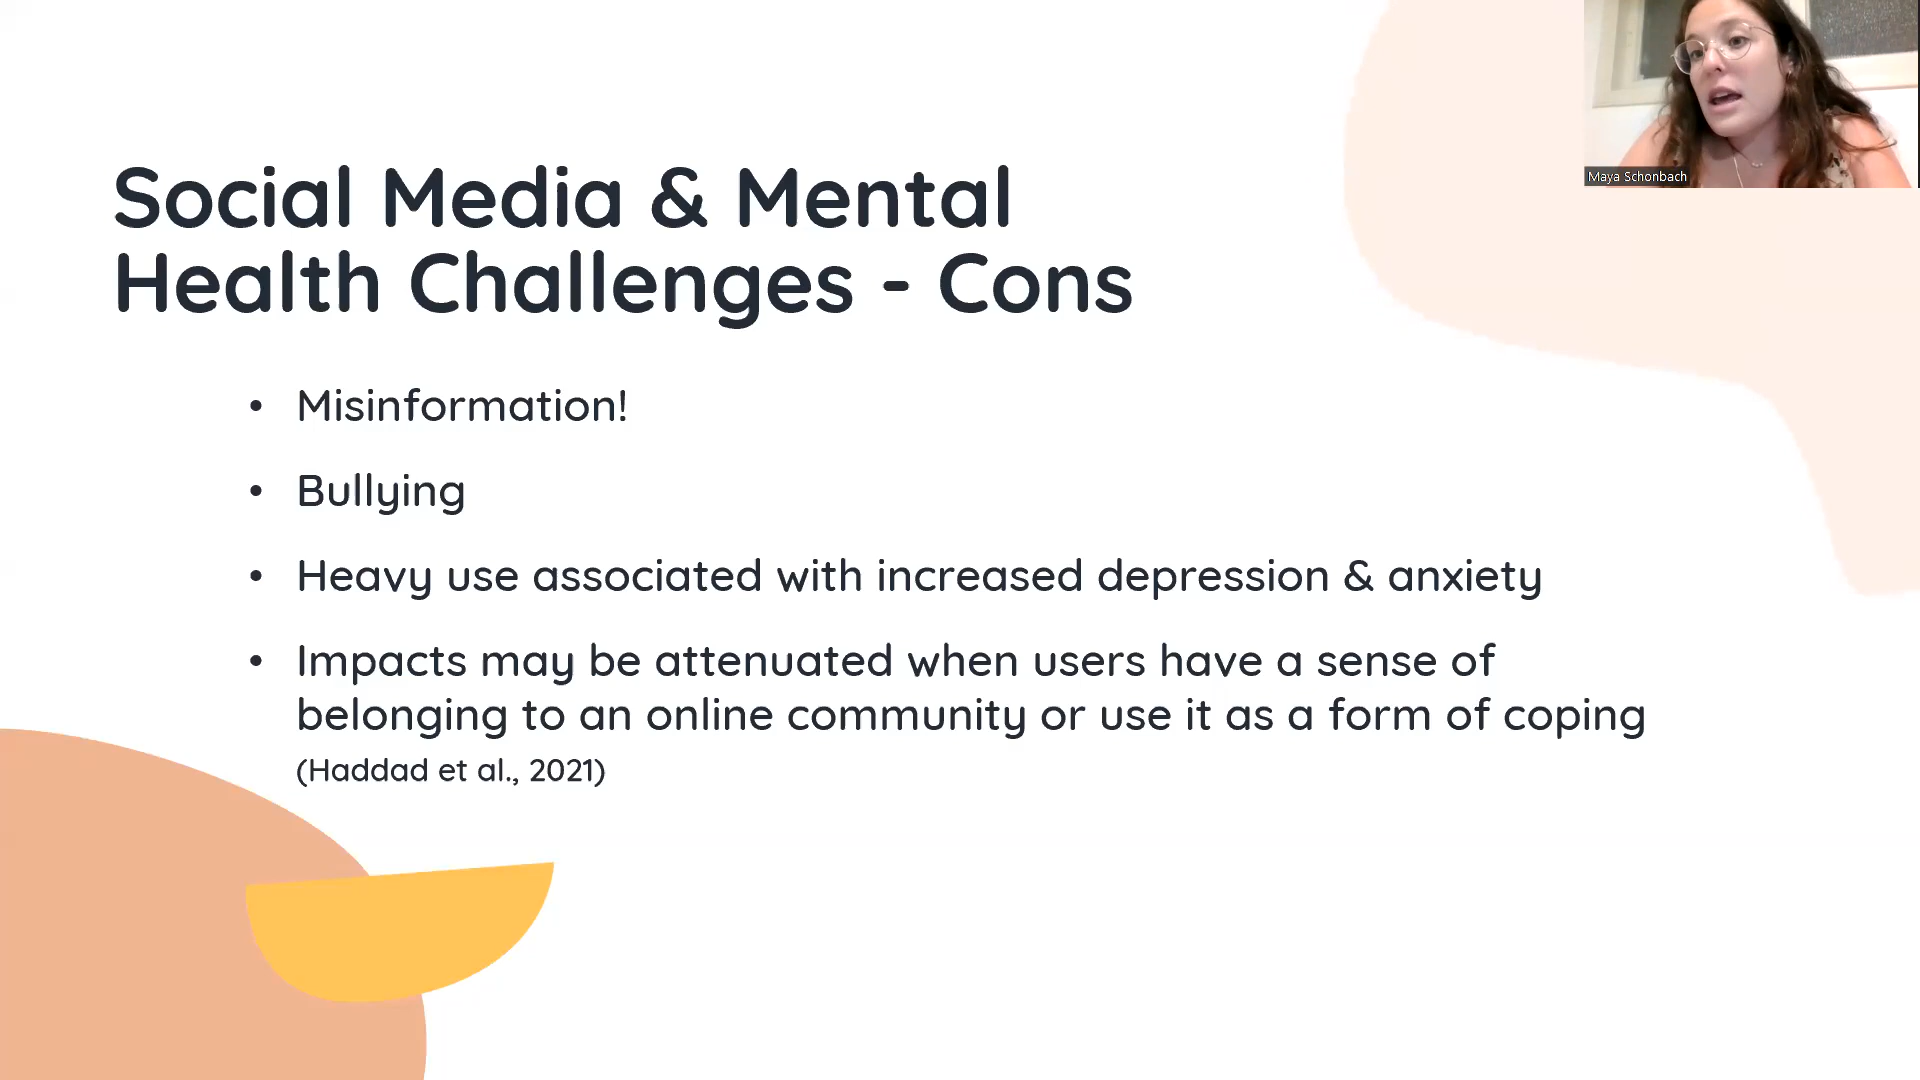 Maya Schonbach
Social Media & Mental
Health Challenges - Cons
• Misinformation!
• Bullying
• Heavy use associated with increased depression & anxiety
• Impacts may be attenuated when users have a sense of
belonging to an online community or use it as a form of coping
(Haddad et al., 2021)